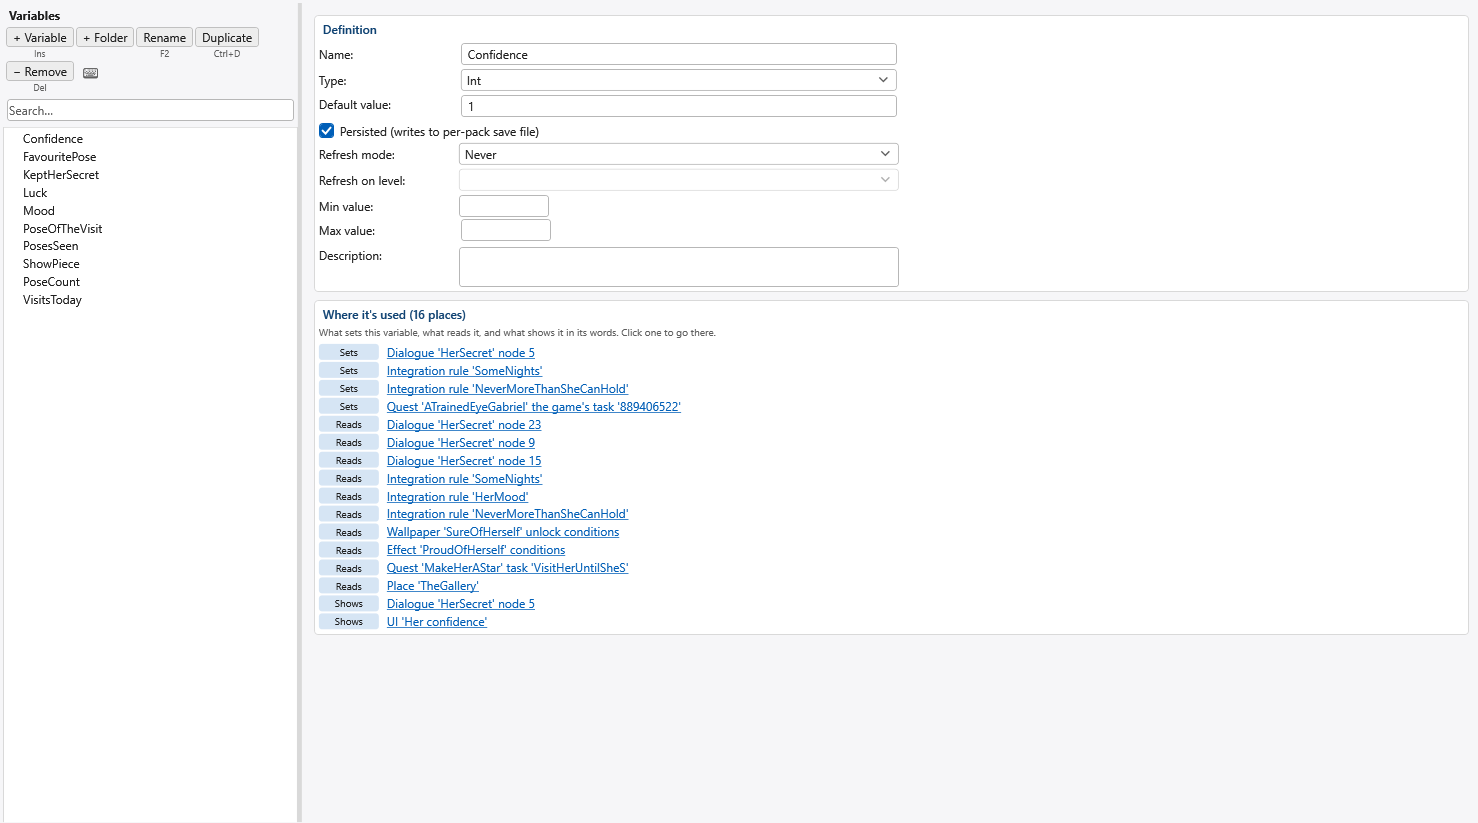 Variables
+ Variable
+ Folder
Rename
Duplicate
Ins
F2
Ctrl+D
− Remove
Del
Search...
Confidence
FavouritePose
KeptHerSecret
Luck
Mood
PoseOfTheVisit
PosesSeen
ShowPiece
PoseCount
VisitsToday
Definition
Name: Confidence
Type: Int
Default value: 1
Persisted (writes to per-pack save file)
Refresh mode: Never
Refresh on level:
Min value:
Max value:
Description:
Where it's used (16 places)
What sets this variable, what reads it, and what shows it in its words. Click one to go there.
Sets Dialogue 'HerSecret' node 5
Sets Integration rule 'SomeNights'
Sets Integration rule 'NeverMoreThanSheCanHold'
Sets Quest 'ATrainedEyeGabriel' the game's task '889406522'
Reads Dialogue 'HerSecret' node 23
Reads Dialogue 'HerSecret' node 9
Reads Dialogue 'HerSecret' node 15
Reads Integration rule 'SomeNights'
Reads Integration rule 'HerMood'
Reads Integration rule 'NeverMoreThanSheCanHold'
Reads Wallpaper 'SureOfHerself' unlock conditions
Reads Effect 'ProudOfHerself' conditions
Reads Quest 'MakeHerAStar' task 'VisitHerUntilSheS'
Reads Place 'TheGallery'
Shows Dialogue 'HerSecret' node 5
Shows UI 'Her confidence'